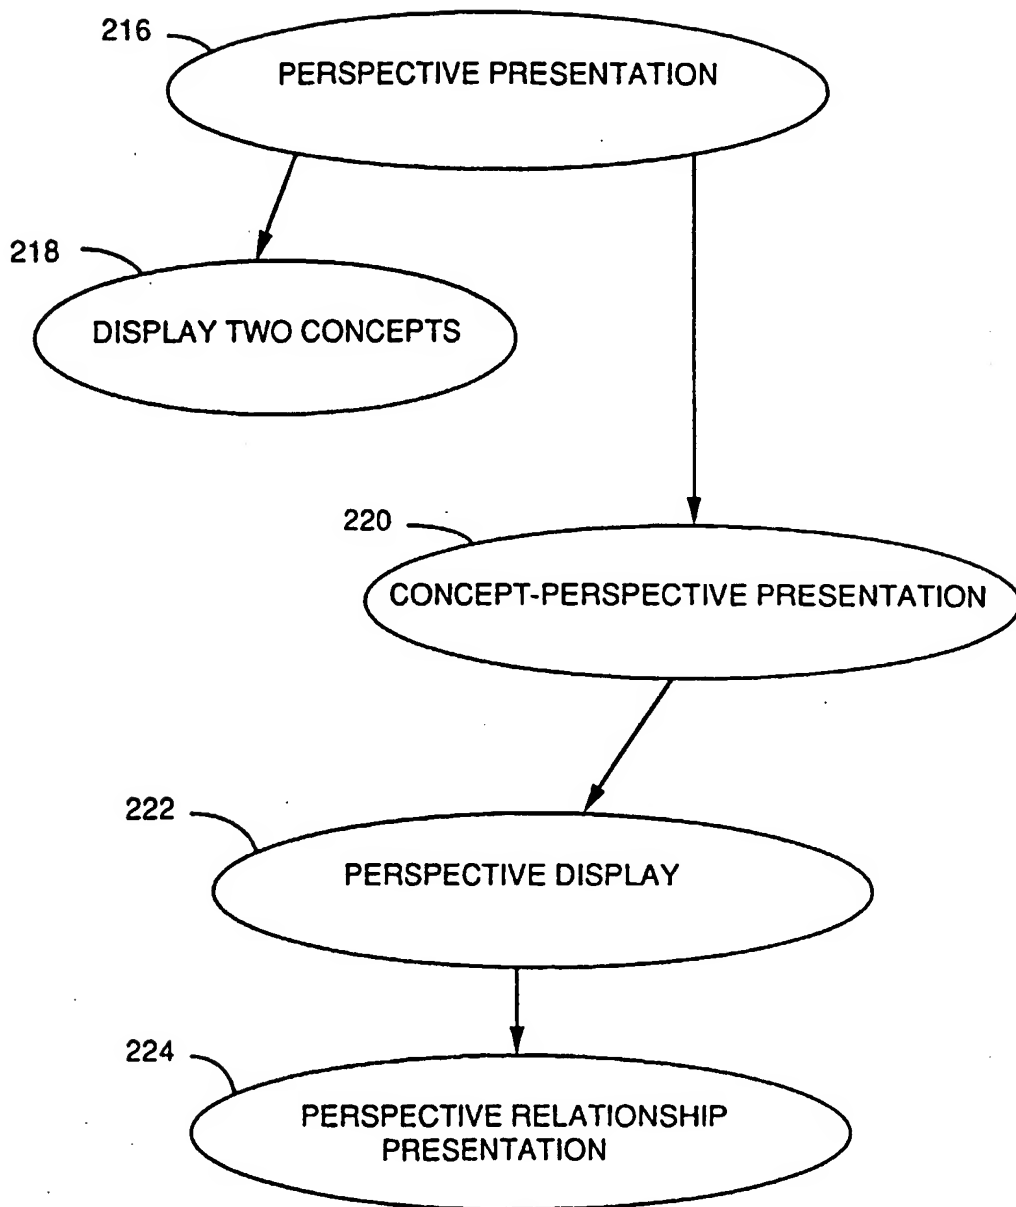 216
PERSPECTIVE PRESENTATION
218
DISPLAY TWO CONCEPTS
220
CONCEPT-PERSPECTIVE PRESENTATION
222
PERSPECTIVE DISPLAY
224
PERSPECTIVE RELATIONSHIP
PRESENTATION